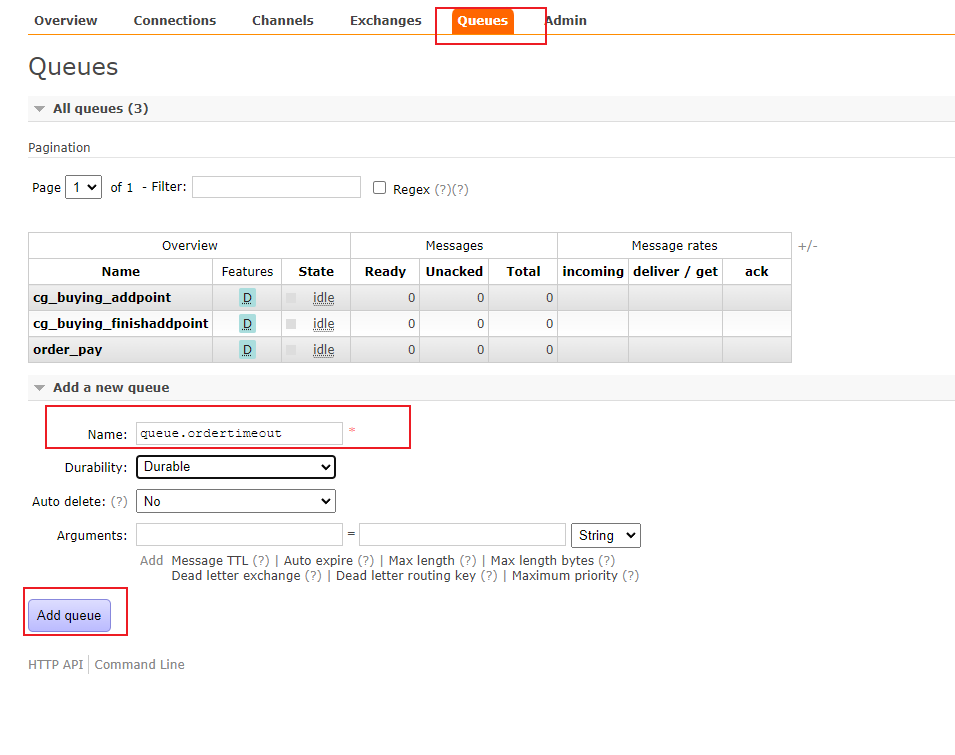 Overview Connections Channels Exchanges Queues Admin
Queues
All queues (3)
Pagination
Page 1 of 1 - Filter: Regex (?)(?)
Overview Messages Message rates +/-
Name Features State Ready Unacked Total incoming deliver / get ack
cg_buying_addpoint D idle 0 0 0
cg_buying_finishaddpoint D idle 0 0 0
order_pay D idle 0 0 0
Add a new queue
Name: queue.ordertimeout *
Durability: Durable
Auto delete: (?) No
Arguments: = String
Add Message TTL (?) | Auto expire (?) | Max length (?) | Max length bytes (?)
Dead letter exchange (?) | Dead letter routing key (?) | Maximum priority (?)
Add queue
HTTP API Command Line